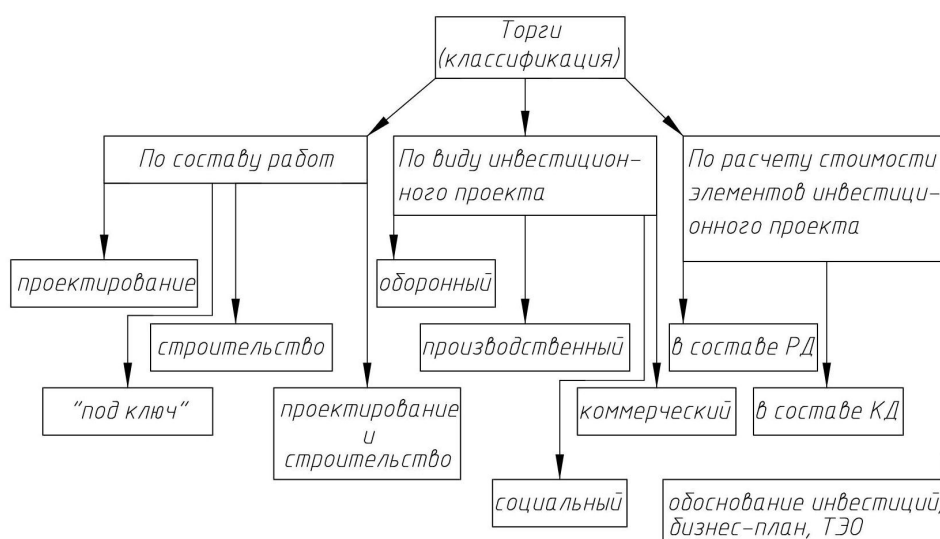 Торги
(классификация)
По составу работ
По виду инвестицион-
ного проекта
По расчету стоимости
элементов инвестици-
онного проекта
проектирование
оборонный
строительство
производственный
в составе РД
"под ключ"
проектирование
и
строительство
коммерческий
в составе КД
социальный
обоснование инвестиций,
бизнес-план, ТЭО